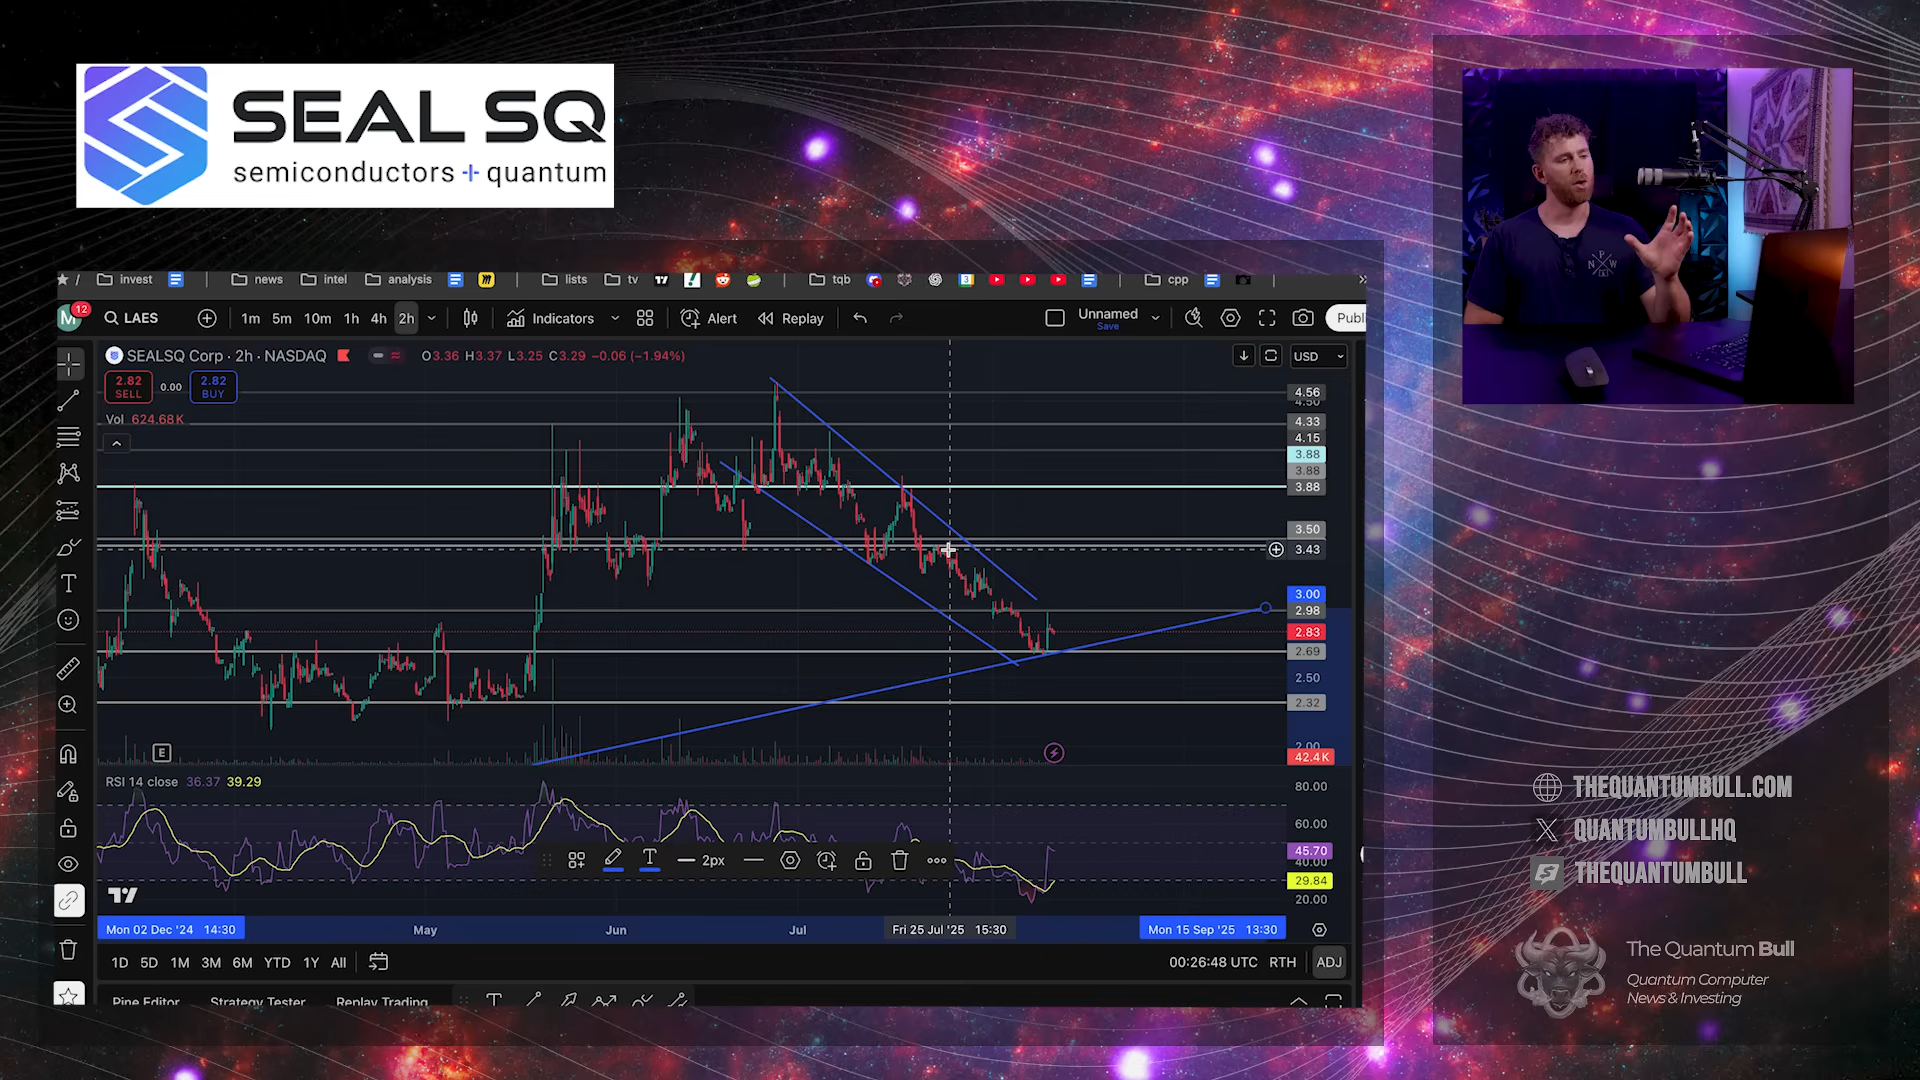 SEAL SQ
semiconductors + quantum
/ invest news intel analysis lists tv tqb cpp
M 12 LAES 1m 5m 10m 1h 4h 2h Indicators Alert Replay Unnamed Save Publ
SEALSQ Corp · 2h · NASDAQ O3.36 H3.37 L3.25 C3.29 −0.06 (−1.94%) USD
2.82 SELL 0.00 2.82 BUY
Vol 624.68K
4.56
4.50
4.33
4.15
3.88
3.88
3.88
3.50
3.43
3.00
2.98
2.83
2.69
2.50
2.32
2.00
42.4K
E
RSI 14 close 36.37 39.29
80.00
60.00
45.70
40.00
29.84
20.00
T 2px
Mon 02 Dec '24 14:30 May Jun Jul Fri 25 Jul '25 15:30 Mon 15 Sep '25 13:30
1D 5D 1M 3M 6M YTD 1Y All 00:26:48 UTC RTH ADJ
Pine Editor Strategy Tester Replay Trading
N P W
THEQUANTUMBULL.COM
QUANTUMBULLHQ
THEQUANTUMBULL
The Quantum Bull
Quantum Computer
News & Investing